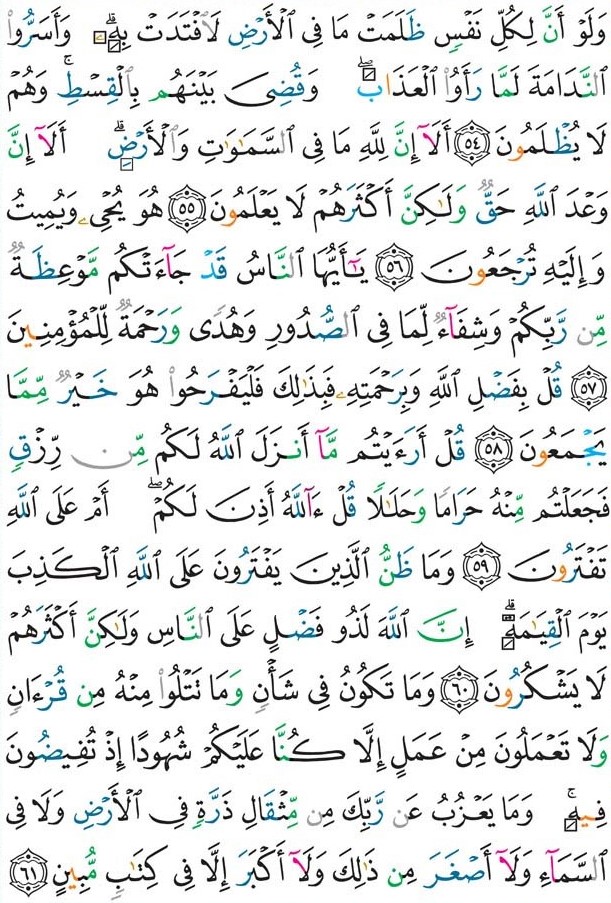 وَلَوْ أَنَّ لِكُلِّ نَفْسٍ ظَلَمَتْ مَا فِى ٱلْأَرْضِ لَٱفْتَدَتْ بِهِۦۗ وَأَسَرُّوا۟
ٱلنَّدَامَةَ لَمَّا رَأَوُا۟ ٱلْعَذَابَۖ وَقُضِىَ بَيْنَهُم بِٱلْقِسْطِۚ وَهُمْ
لَا يُظْلَمُونَ ٥٤ أَلَآ إِنَّ لِلَّهِ مَا فِى ٱلسَّمَٰوَٰتِ وَٱلْأَرْضِۗ أَلَآ إِنَّ
وَعْدَ ٱللَّهِ حَقٌّ وَلَٰكِنَّ أَكْثَرَهُمْ لَا يَعْلَمُونَ ٥٥ هُوَ يُحْىِۦ وَيُمِيتُ
وَإِلَيْهِ تُرْجَعُونَ ٥٦ يَٰٓأَيُّهَا ٱلنَّاسُ قَدْ جَآءَتْكُم مَّوْعِظَةٌ
مِّن رَّبِّكُمْ وَشِفَآءٌ لِّمَا فِى ٱلصُّدُورِ وَهُدًى وَرَحْمَةٌ لِّلْمُؤْمِنِينَ
٥٧ قُلْ بِفَضْلِ ٱللَّهِ وَبِرَحْمَتِهِۦ فَبِذَٰلِكَ فَلْيَفْرَحُوا۟ هُوَ خَيْرٌ مِّمَّا
يَجْمَعُونَ ٥٨ قُلْ أَرَءَيْتُم مَّآ أَنزَلَ ٱللَّهُ لَكُم مِّن رِّزْقٍ
فَجَعَلْتُم مِّنْهُ حَرَامًا وَحَلَٰلًا قُلْ ءَآللَّهُ أَذِنَ لَكُمْۖ أَمْ عَلَى ٱللَّهِ
تَفْتَرُونَ ٥٩ وَمَا ظَنُّ ٱلَّذِينَ يَفْتَرُونَ عَلَى ٱللَّهِ ٱلْكَذِبَ
يَوْمَ ٱلْقِيَٰمَةِۗ إِنَّ ٱللَّهَ لَذُو فَضْلٍ عَلَى ٱلنَّاسِ وَلَٰكِنَّ أَكْثَرَهُمْ
لَا يَشْكُرُونَ ٦٠ وَمَا تَكُونُ فِى شَأْنٍ وَمَا تَتْلُوا۟ مِنْهُ مِن قُرْءَانٍ
وَلَا تَعْمَلُونَ مِنْ عَمَلٍ إِلَّا كُنَّا عَلَيْكُمْ شُهُودًا إِذْ تُفِيضُونَ
فِيهِۚ وَمَا يَعْزُبُ عَن رَّبِّكَ مِن مِّثْقَالِ ذَرَّةٍ فِى ٱلْأَرْضِ وَلَا فِى
ٱلسَّمَآءِ وَلَآ أَصْغَرَ مِن ذَٰلِكَ وَلَآ أَكْبَرَ إِلَّا فِى كِتَٰبٍ مُّبِينٍ ٦١